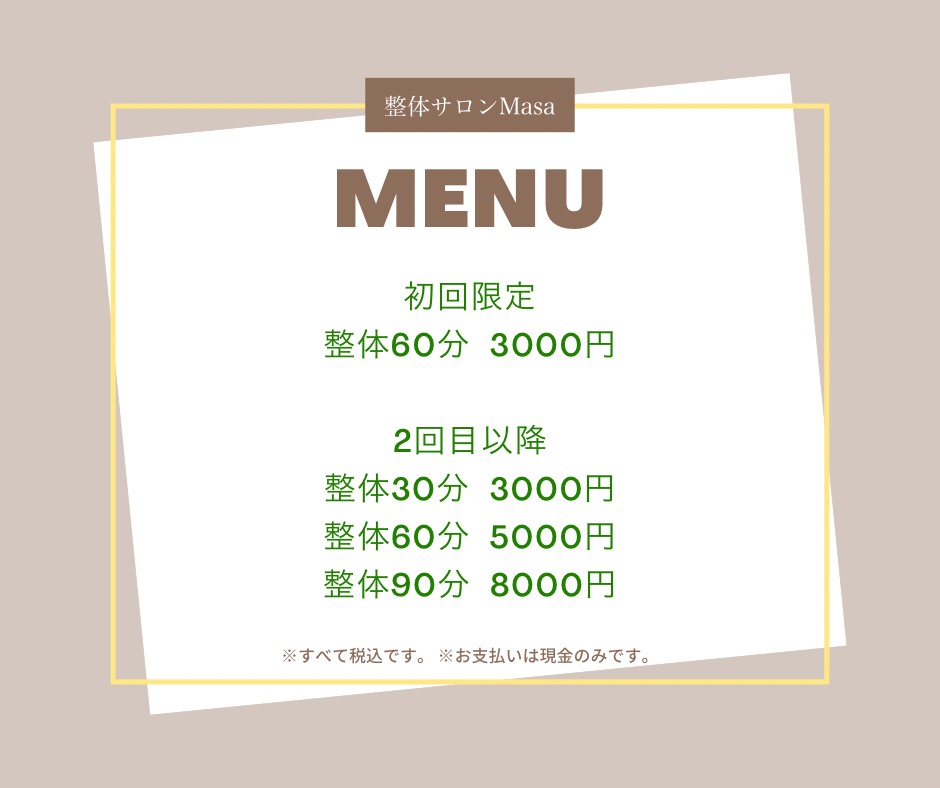 整体サロンMasa
MENU
初回限定
整体60分 3000円
2回目以降
整体30分 3000円
整体60分 5000円
整体90分 8000円
※すべて税込です。 ※お支払いは現金のみです。